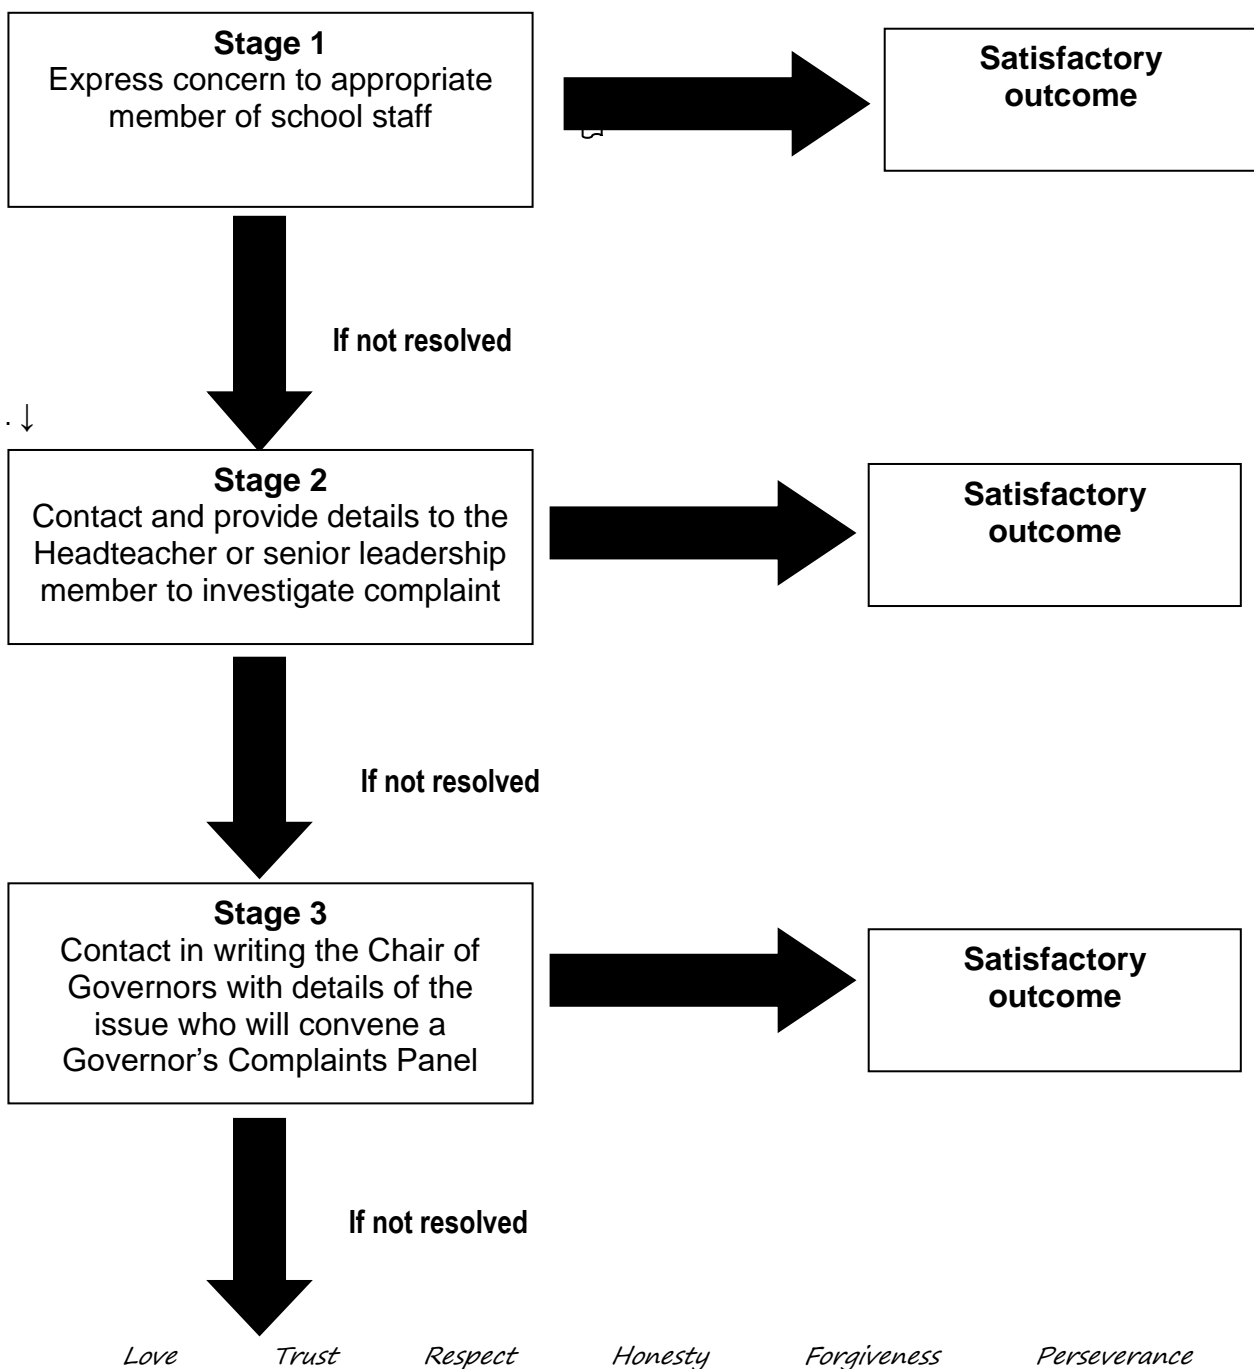 Stage 1
Express concern to appropriate
member of school staff
Satisfactory
outcome
If not resolved
. ↓
Stage 2
Contact and provide details to the
Headteacher or senior leadership
member to investigate complaint
Satisfactory
outcome
If not resolved
Stage 3
Contact in writing the Chair of
Governors with details of the
issue who will convene a
Governor’s Complaints Panel
Satisfactory
outcome
If not resolved
Love Trust Respect Honesty Forgiveness Perseverance